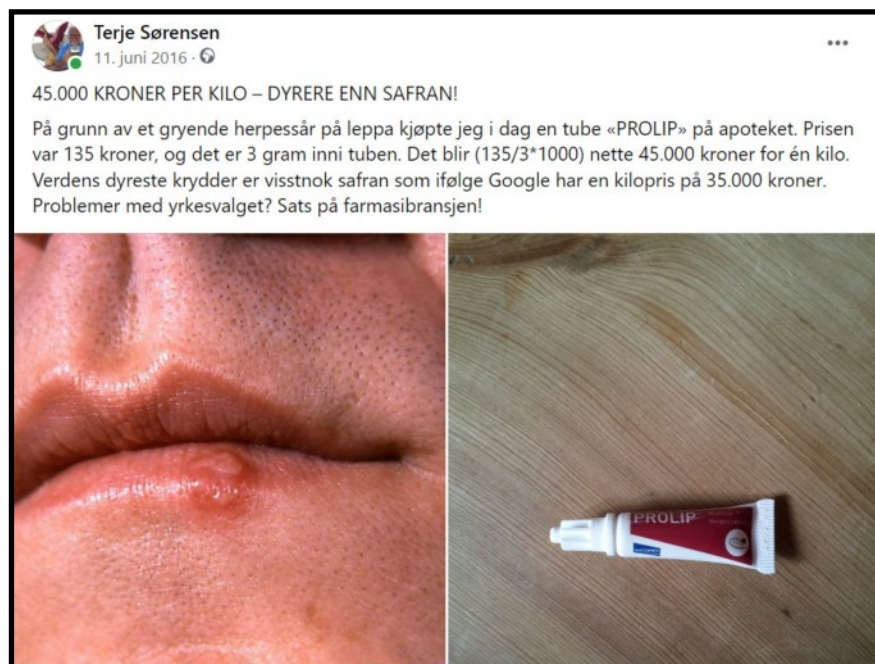 Terje Sørensen
11. juni 2016 ·
45.000 KRONER PER KILO – DYRERE ENN SAFRAN!
På grunn av et gryende herpessår på leppa kjøpte jeg i dag en tube «PROLIP» på apoteket. Prisen
var 135 kroner, og det er 3 gram inni tuben. Det blir (135/3*1000) nette 45.000 kroner for én kilo.
Verdens dyreste krydder er visstnok safran som ifølge Google har en kilopris på 35.000 kroner.
Problemer med yrkesvalget? Sats på farmasibransjen!
PROLIP